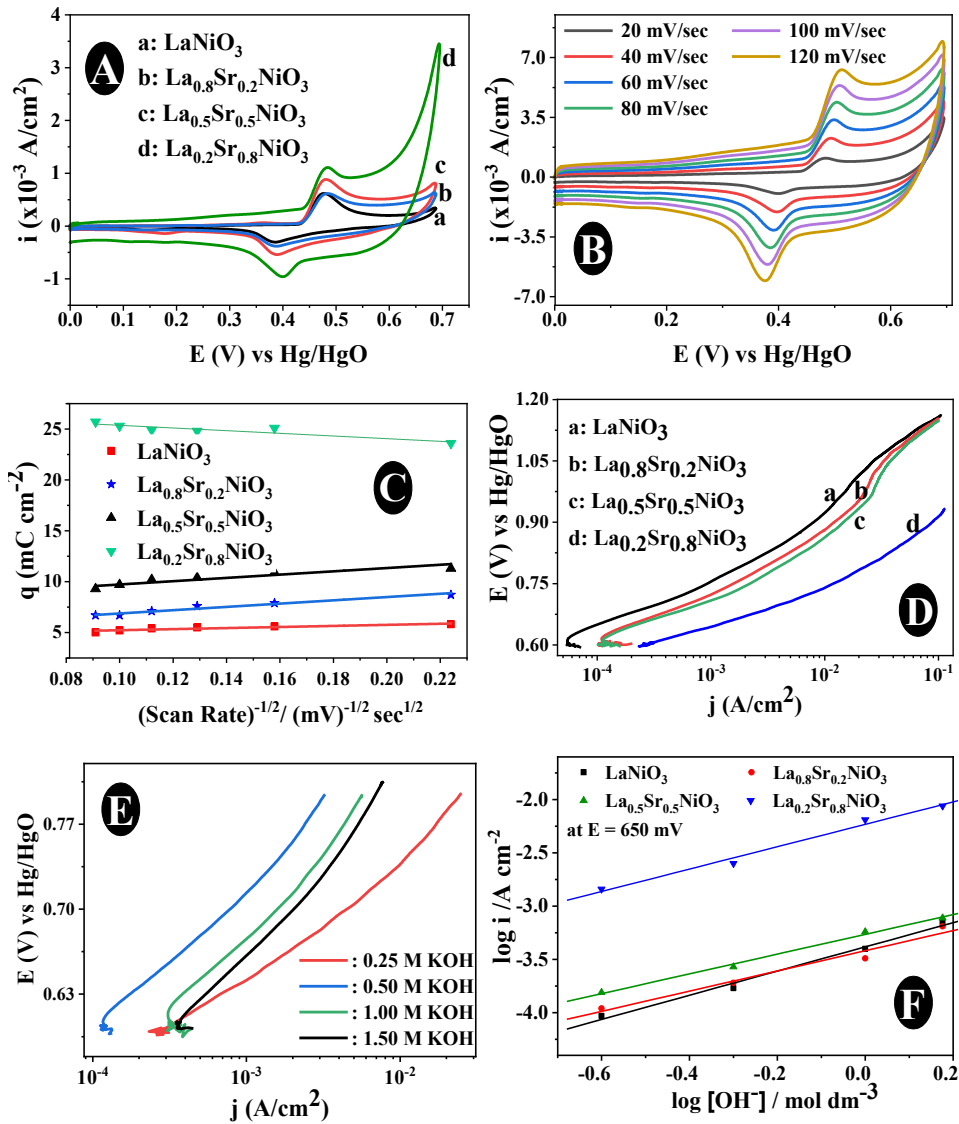 A
a: LaNiO3
b: La0.8Sr0.2NiO3
c: La0.5Sr0.5NiO3
d: La0.2Sr0.8NiO3
d
c
b
a
4
3
2
1
0
-1
i (x10-3 A/cm2)
0.0 0.1 0.2 0.3 0.4 0.5 0.6 0.7
E (V) vs Hg/HgO
20 mV/sec 100 mV/sec
40 mV/sec 120 mV/sec
60 mV/sec
80 mV/sec
B
7.0
3.5
0.0
-3.5
-7.0
i (x10-3 A/cm2)
0.0 0.2 0.4 0.6
E (V) vs Hg/HgO
LaNiO3
La0.8Sr0.2NiO3
La0.5Sr0.5NiO3
La0.2Sr0.8NiO3
C
25
20
15
10
5
q (mC cm-2)
0.08 0.10 0.12 0.14 0.16 0.18 0.20 0.22
(Scan Rate)-1/2/ (mV)-1/2 sec1/2
a: LaNiO3
b: La0.8Sr0.2NiO3
c: La0.5Sr0.5NiO3
d: La0.2Sr0.8NiO3
a
b
c
d
D
1.20
1.05
0.90
0.75
0.60
E (V) vs Hg/HgO
10-4 10-3 10-2 10-1
j (A/cm2)
E
: 0.25 M KOH
: 0.50 M KOH
: 1.00 M KOH
: 1.50 M KOH
0.77
0.70
0.63
E (V) vs Hg/HgO
10-4 10-3 10-2
j (A/cm2)
LaNiO3 La0.8Sr0.2NiO3
La0.5Sr0.5NiO3 La0.2Sr0.8NiO3
at E = 650 mV
F
-2.0
-2.5
-3.0
-3.5
-4.0
log i /A cm-2
-0.6 -0.4 -0.2 0.0 0.2
log [OH-] / mol dm-3